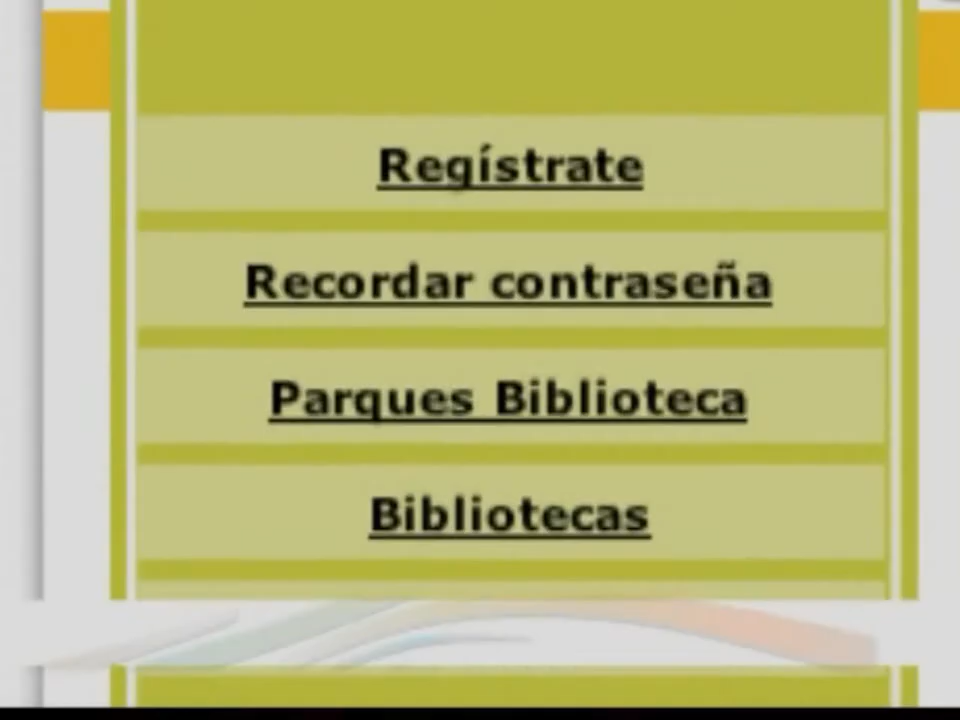 Regístrate
Recordar contraseña
Parques Biblioteca
Bibliotecas